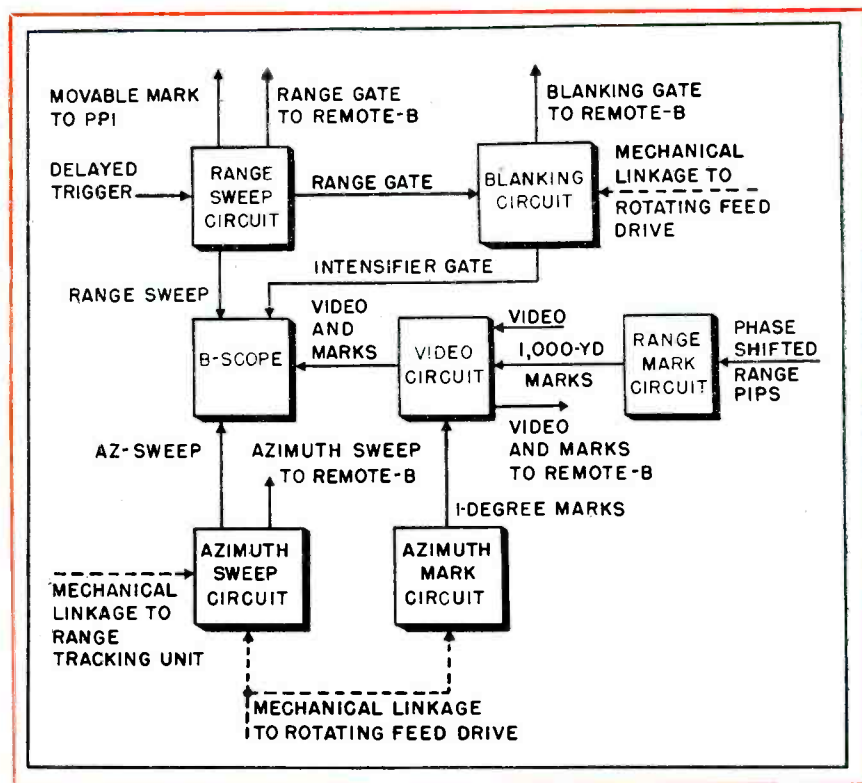 MOVABLE MARK
TO PPI
RANGE GATE
TO REMOTE-B
BLANKING GATE
TO REMOTE-B
DELAYED
TRIGGER
RANGE
SWEEP
CIRCUIT
RANGE GATE
BLANKING
CIRCUIT
MECHANICAL
LINKAGE TO
ROTATING FEED
DRIVE
INTENSIFIER GATE
RANGE SWEEP
VIDEO
AND
MARKS
B-SCOPE
VIDEO
CIRCUIT
VIDEO
1,000-YD
MARKS
RANGE
MARK
CIRCUIT
PHASE
SHIFTED
RANGE
PIPS
VIDEO
AND MARKS
TO REMOTE-B
AZ-SWEEP
AZIMUTH SWEEP
TO REMOTE-B
1-DEGREE MARKS
AZIMUTH
SWEEP
CIRCUIT
AZIMUTH
MARK
CIRCUIT
MECHANICAL
LINKAGE TO
RANGE
TRACKING UNIT
MECHANICAL LINKAGE
TO ROTATING FEED DRIVE